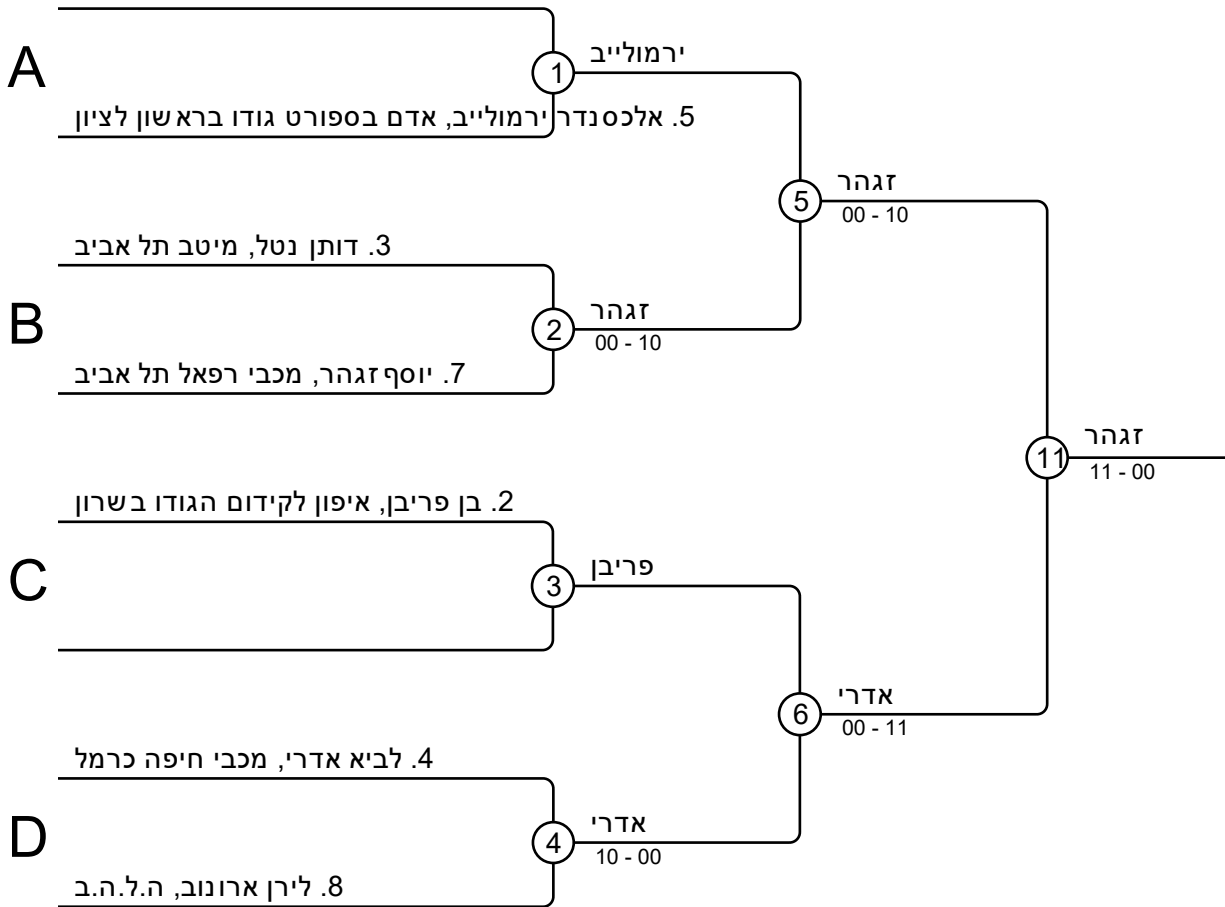 A
1
ירמולייב
5. אלכסנדר ירמולייב, אדם בספורט גודו בראשון לציון
5
זגהר
00 - 10
3. דותן נטל, מיטב תל אביב
B
2
זגהר
00 - 10
7. יוסף זגהר, מכבי רפאל תל אביב
11
זגהר
11 - 00
2. בן פריבן, איפון לקידום הגודו בשרון
C
3
פריבן
6
אדרי
00 - 11
4. לביא אדרי, מכבי חיפה כרמל
D
4
אדרי
10 - 00
8. לירן ארונוב, ה.ל.ה.ב